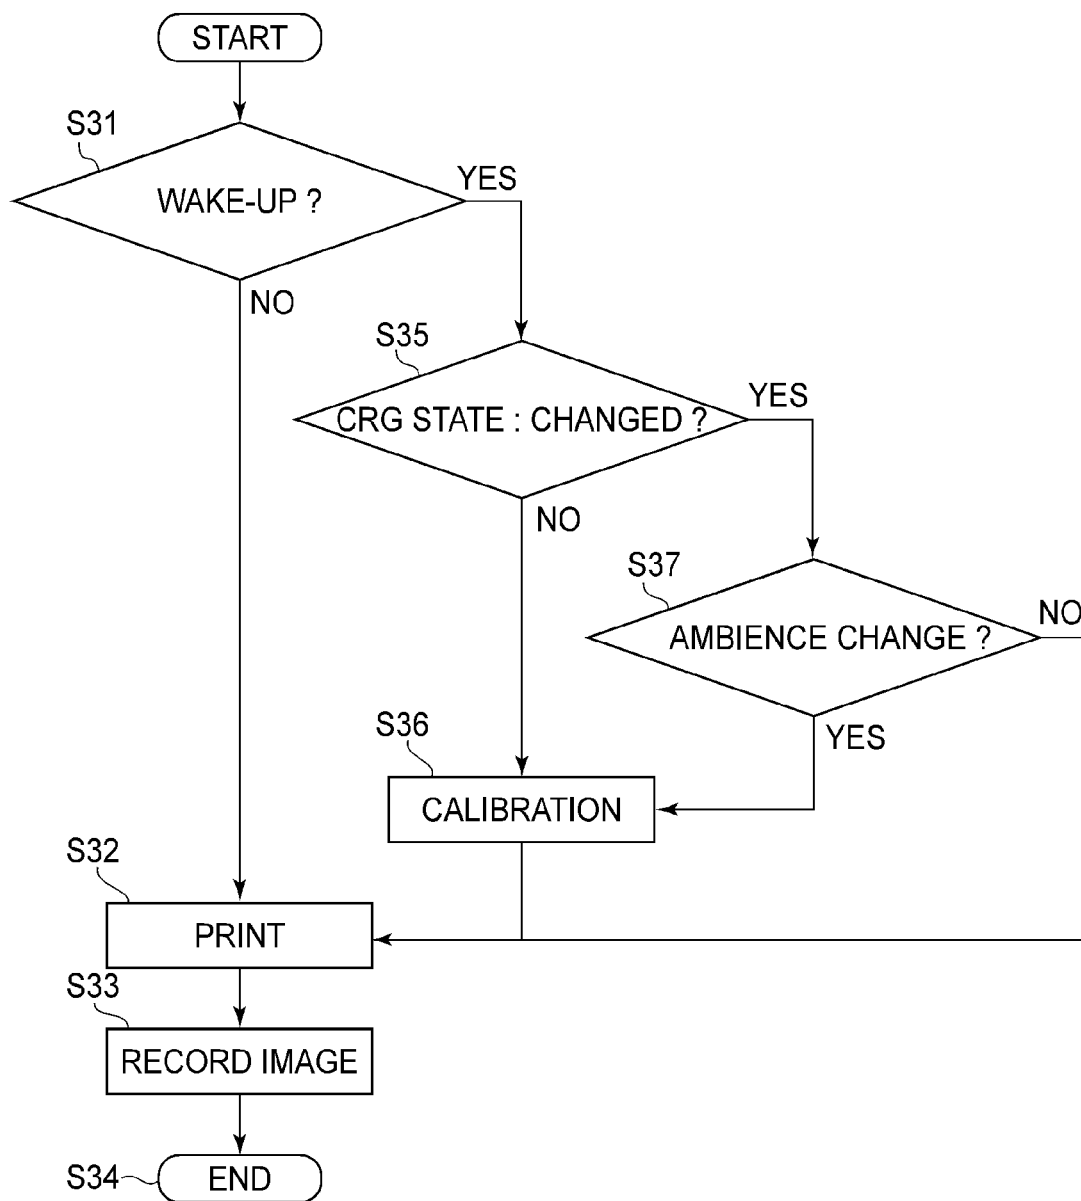 START
S31
WAKE-UP ?
YES
NO
S35
CRG STATE : CHANGED ?
YES
NO
S37
AMBIENCE CHANGE ?
NO
YES
S36
CALIBRATION
S32
PRINT
S33
RECORD IMAGE
S34
END